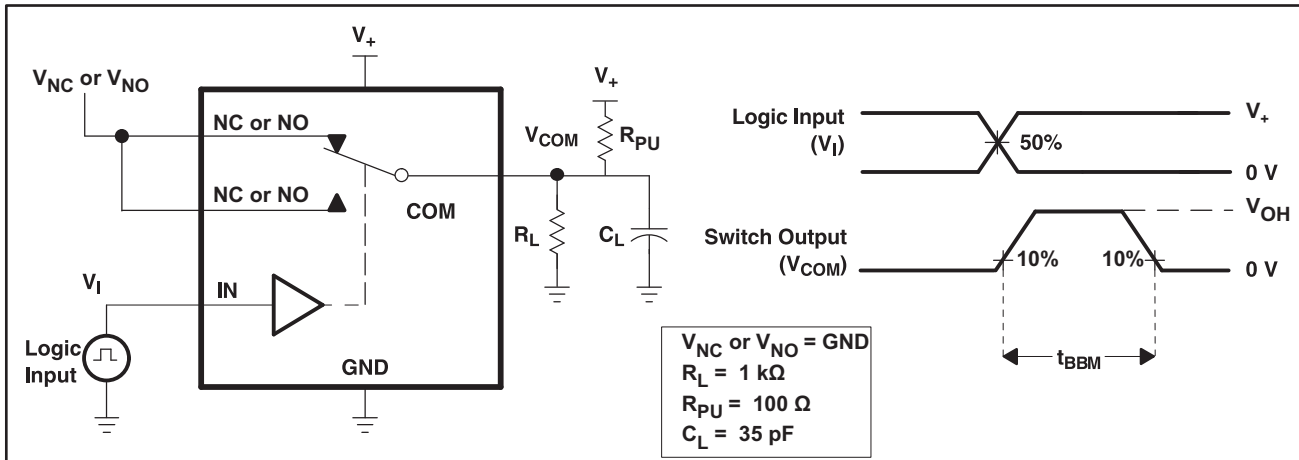 V+
V+
VNC or VNO
NC or NO
VCOM
RPU
NC or NO
COM
RL
CL
VI
IN
Logic
Input
GND
VNC or VNO = GND
RL = 1 kΩ
RPU = 100 Ω
CL = 35 pF
Logic Input
(VI)
V+
50%
0 V
VOH
Switch Output
(VCOM)
10%
10%
0 V
tBBM